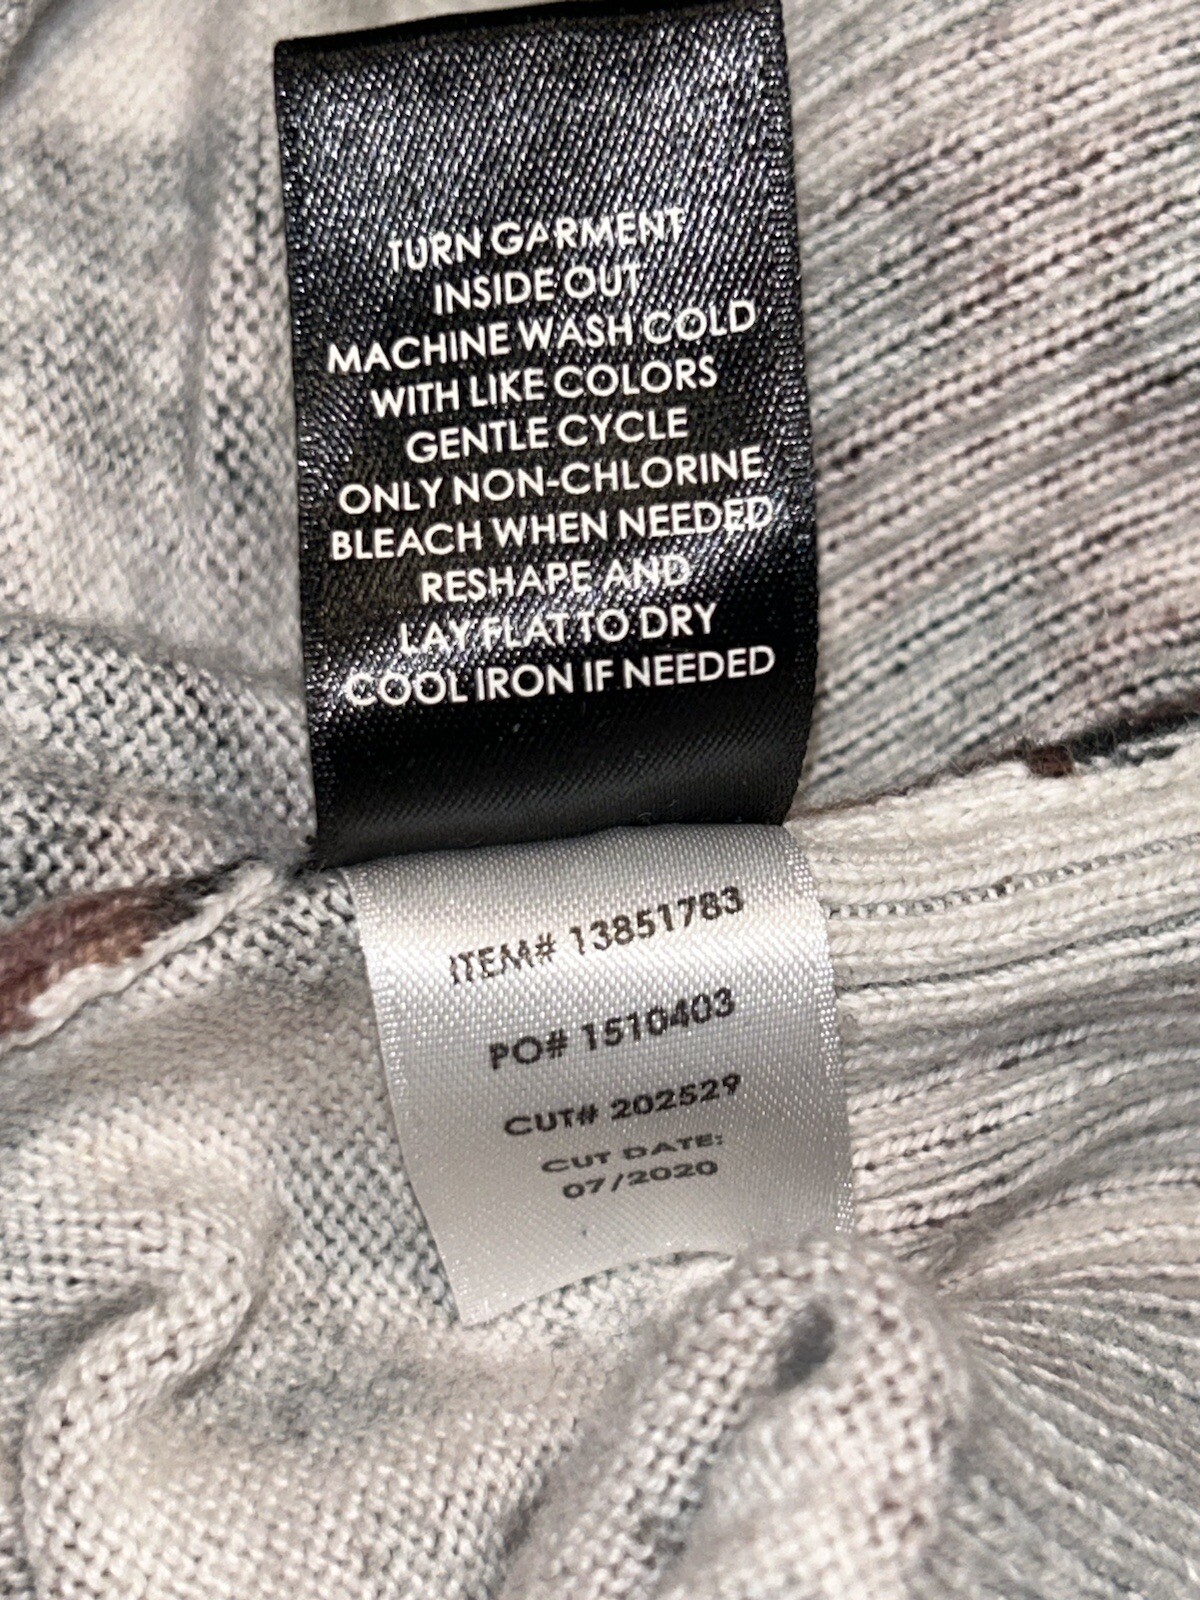 TURN GARMENT
INSIDE OUT
MACHINE WASH COLD
WITH LIKE COLORS
GENTLE CYCLE
ONLY NON-CHLORINE
BLEACH WHEN NEEDED
RESHAPE AND
LAY FLAT TO DRY
COOL IRON IF NEEDED
ITEM# 13851783
PO# 1510403
CUT# 202529
CUT DATE:
07/2020